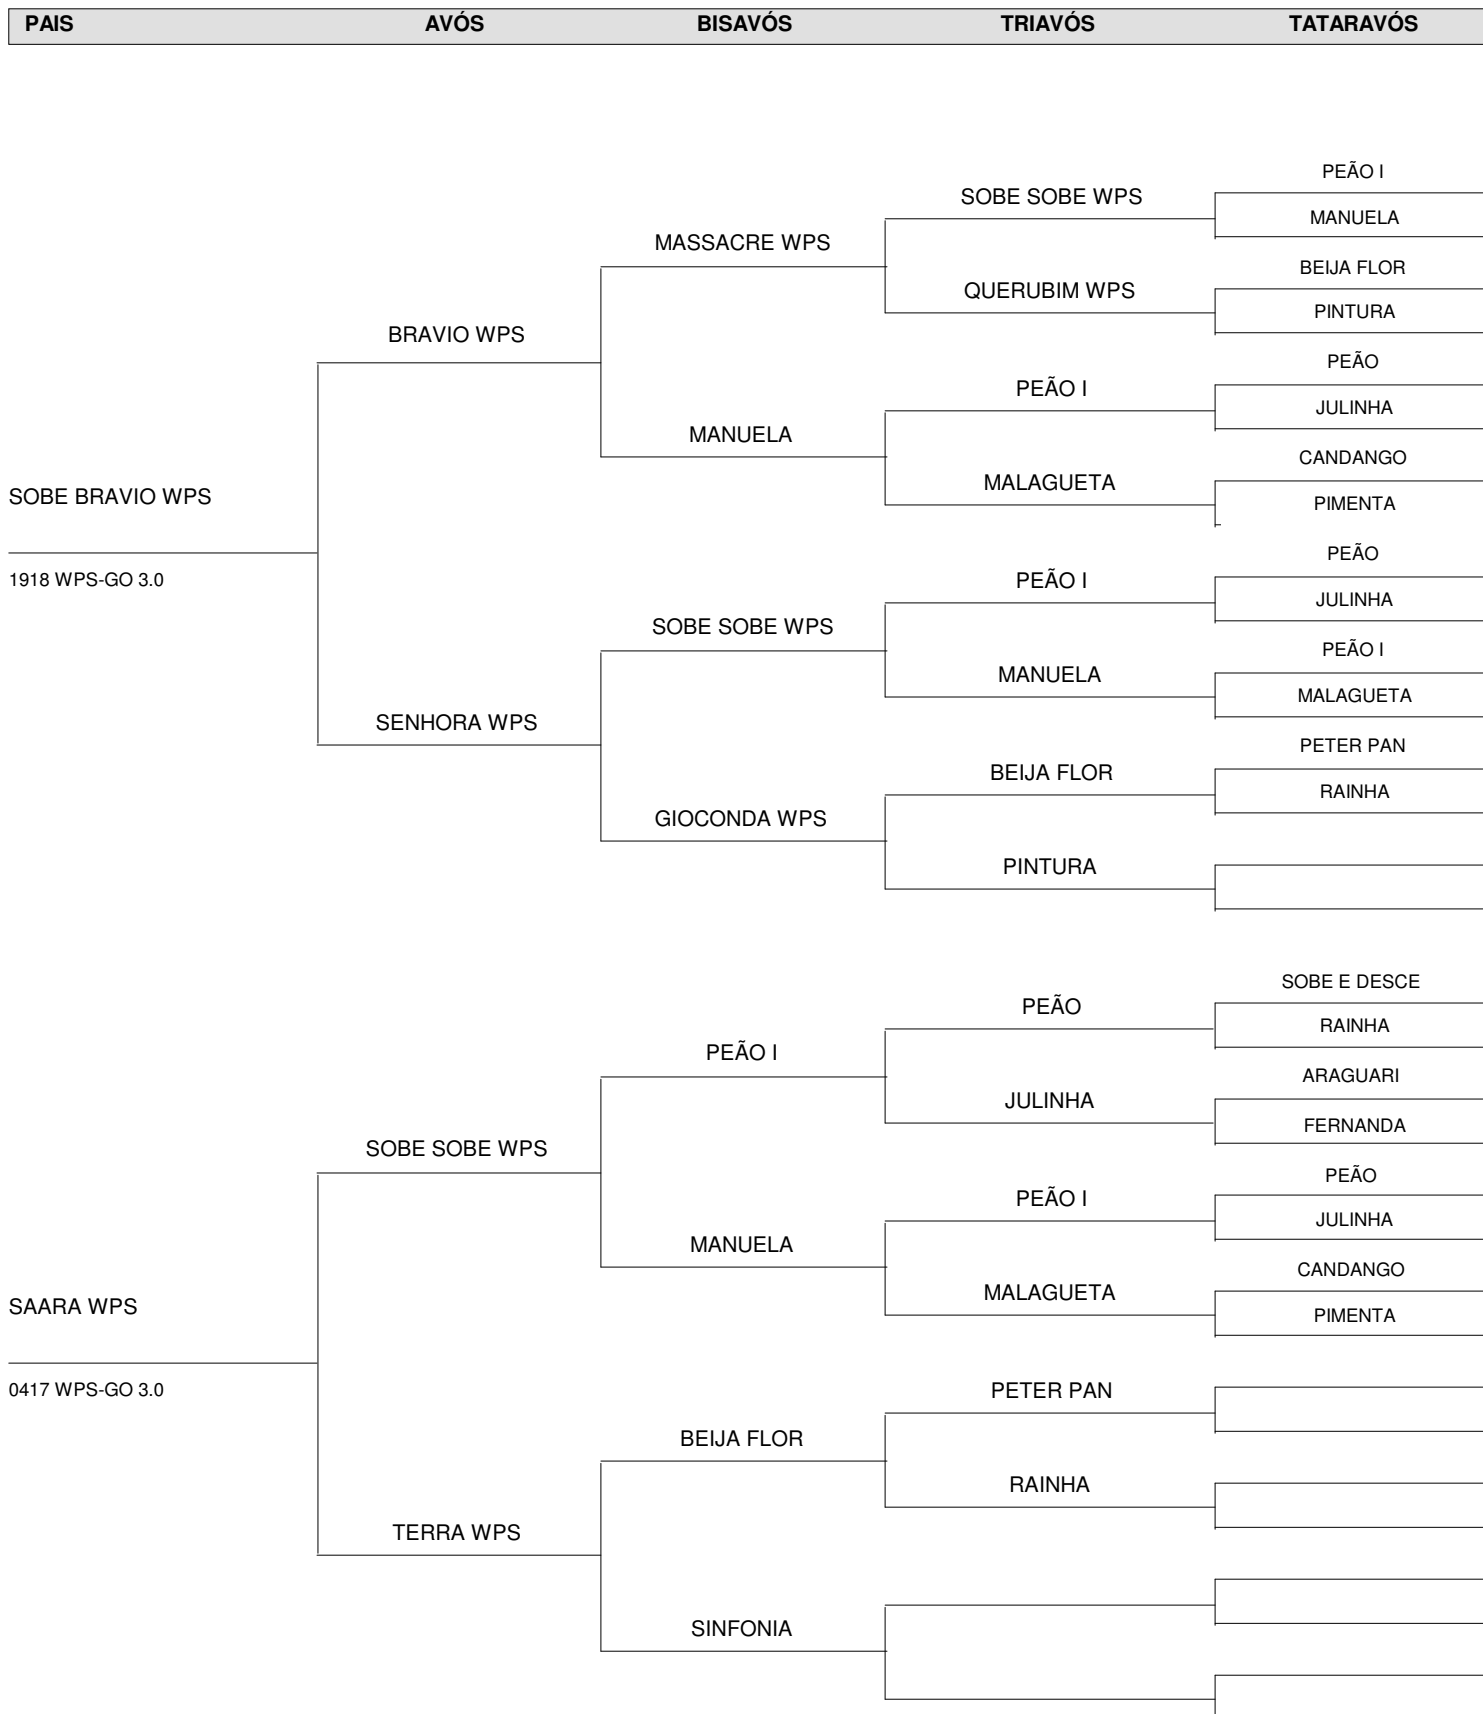 PAIS AVÓS BISAVÓS TRIAVÓS TATARAVÓS
PEÃO I
SOBE SOBE WPS
MANUELA
MASSACRE WPS
BEIJA FLOR
QUERUBIM WPS
PINTURA
BRAVIO WPS
PEÃO
PEÃO I
JULINHA
MANUELA
CANDANGO
MALAGUETA
SOBE BRAVIO WPS
PIMENTA
PEÃO
1918 WPS-GO 3.0
PEÃO I
JULINHA
SOBE SOBE WPS
PEÃO I
MANUELA
MALAGUETA
SENHORA WPS
PETER PAN
BEIJA FLOR
RAINHA
GIOCONDA WPS
PINTURA
SOBE E DESCE
PEÃO
RAINHA
PEÃO I
ARAGUARI
JULINHA
FERNANDA
SOBE SOBE WPS
PEÃO
PEÃO I
JULINHA
MANUELA
CANDANGO
MALAGUETA
SAARA WPS
PIMENTA
0417 WPS-GO 3.0
PETER PAN
BEIJA FLOR
RAINHA
TERRA WPS
SINFONIA